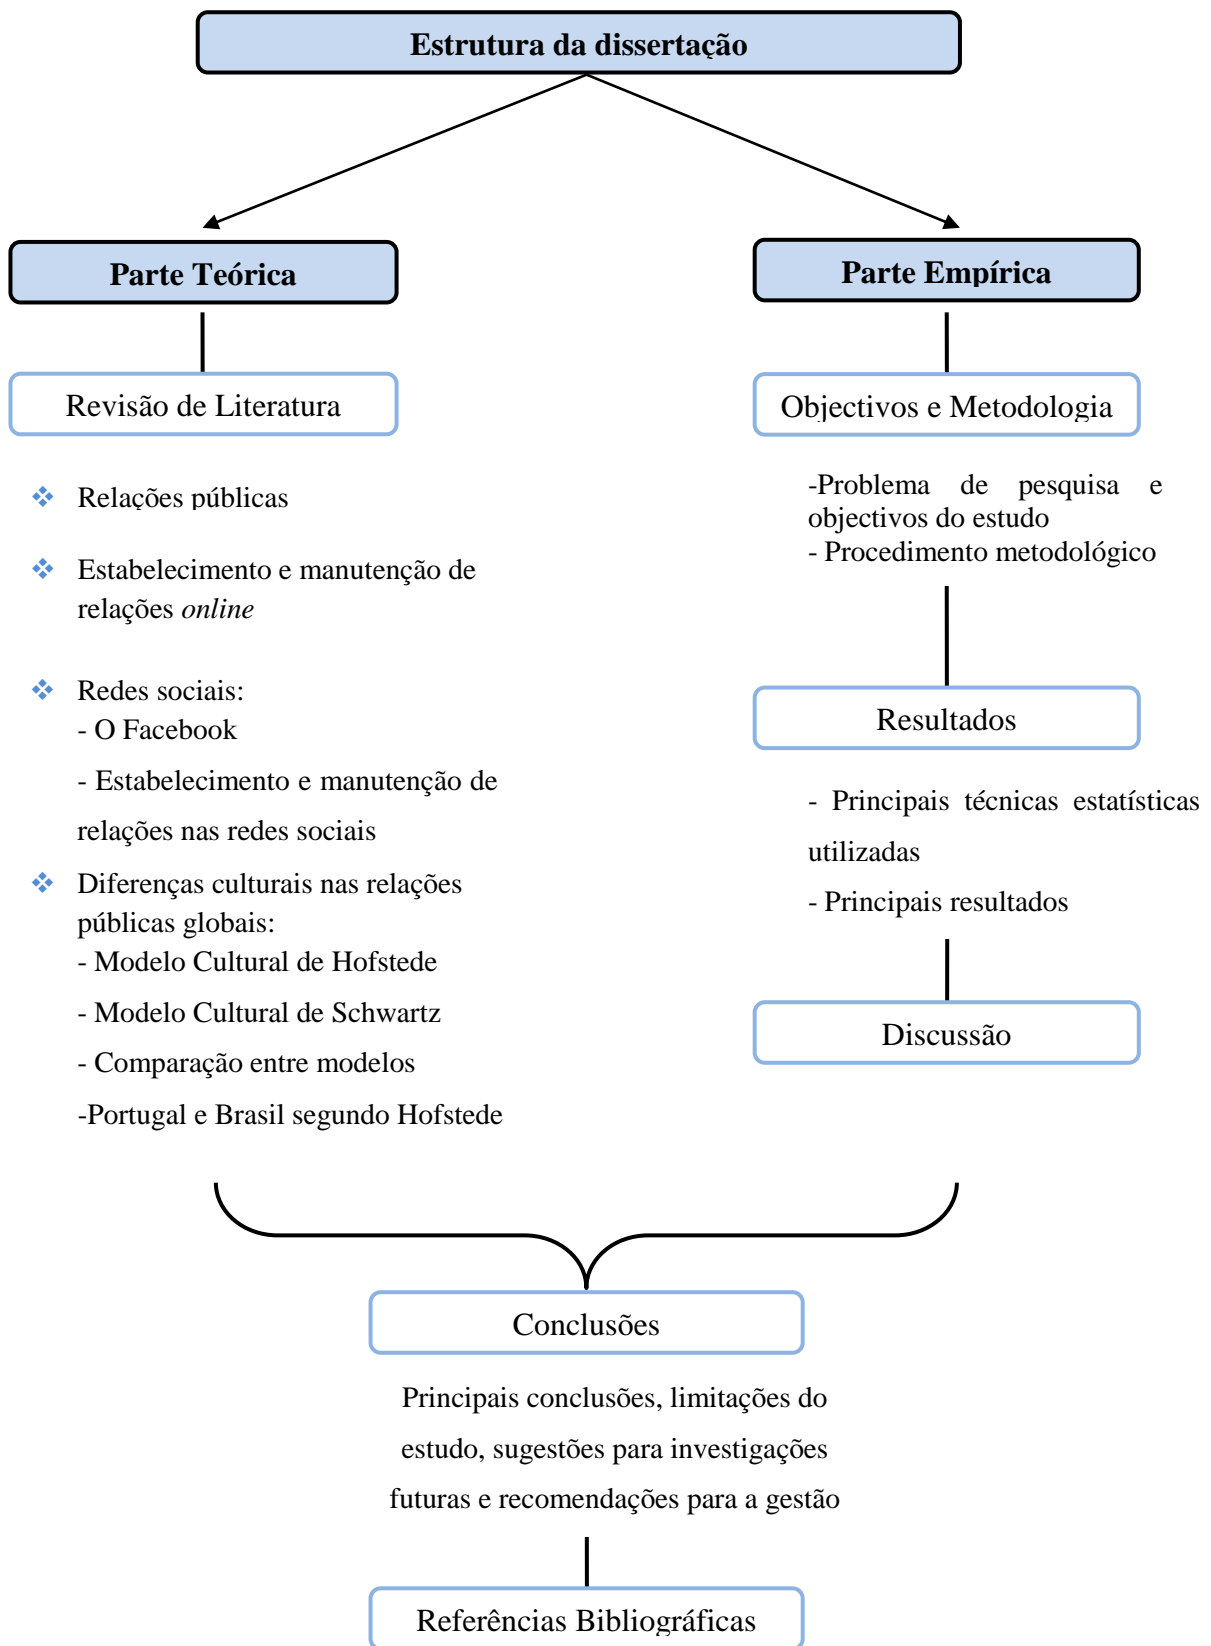 Estrutura da dissertação
Parte Teórica
Revisão de Literatura
Relações públicas
Estabelecimento e manutenção de
relações online
Redes sociais:
- O Facebook
- Estabelecimento e manutenção de
relações nas redes sociais
Diferenças culturais nas relações
públicas globais:
- Modelo Cultural de Hofstede
- Modelo Cultural de Schwartz
- Comparação entre modelos
-Portugal e Brasil segundo Hofstede
Parte Empírica
Objectivos e Metodologia
-Problema de pesquisa e
objectivos do estudo
- Procedimento metodológico
Resultados
- Principais técnicas estatísticas
utilizadas
- Principais resultados
Discussão
Conclusões
Principais conclusões, limitações do
estudo, sugestões para investigações
futuras e recomendações para a gestão
Referências Bibliográficas